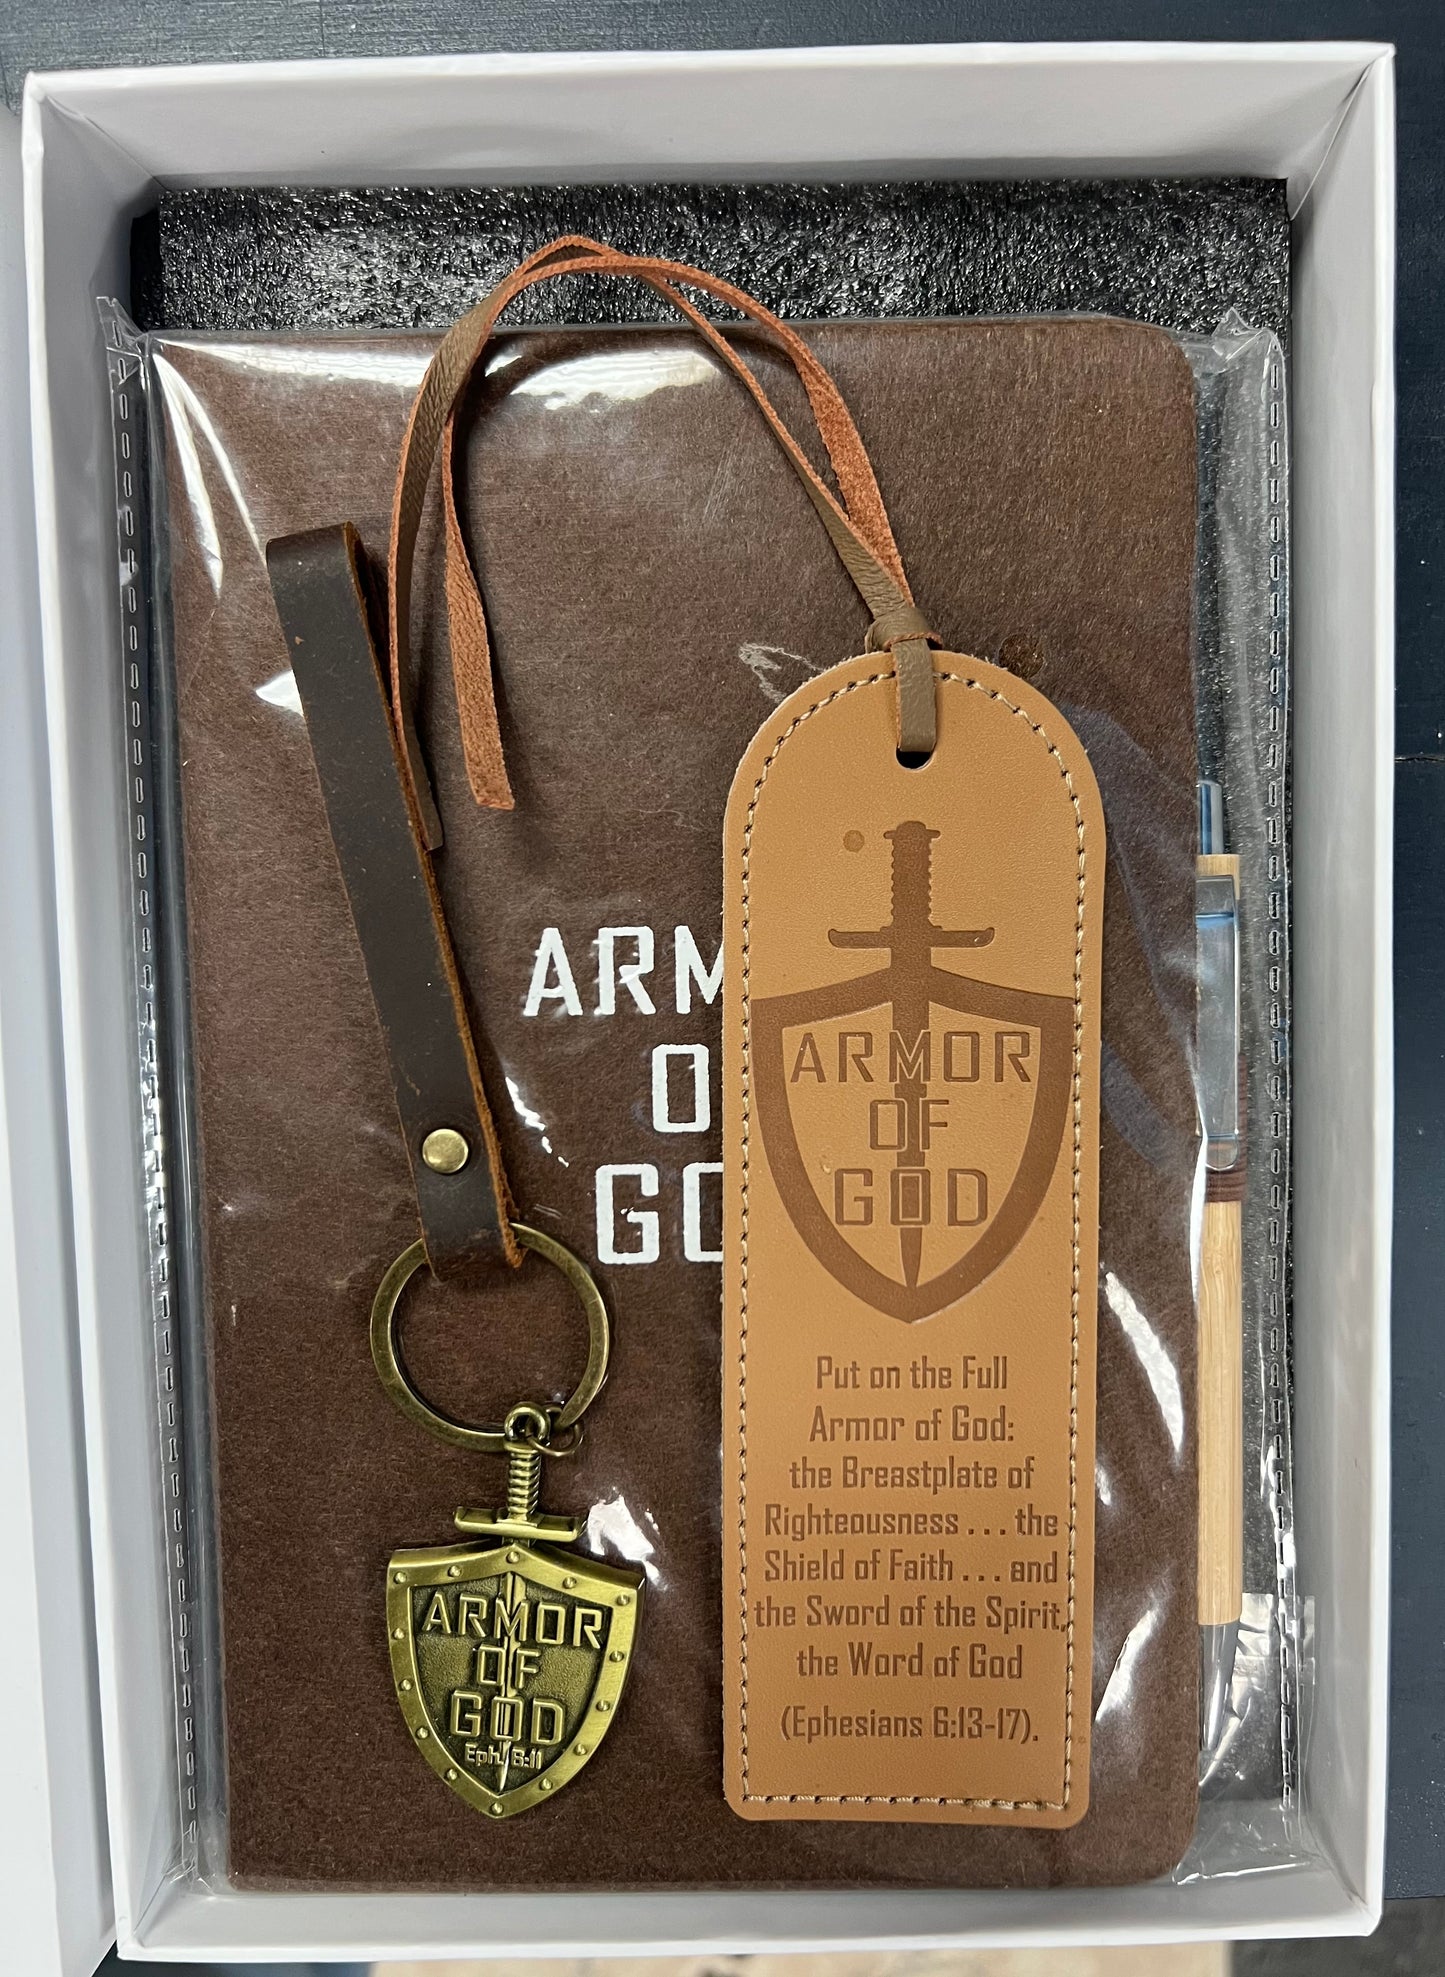 ARM
O
GO
ARMOR
OF
GOD
Eph. 6:11
ARMOR
OF
GOD
Put on the Full
Armor of God:
the Breastplate of
Righteousness . . . the
Shield of Faith . . . and
the Sword of the Spirit,
the Word of God
(Ephesians 6:13-17).